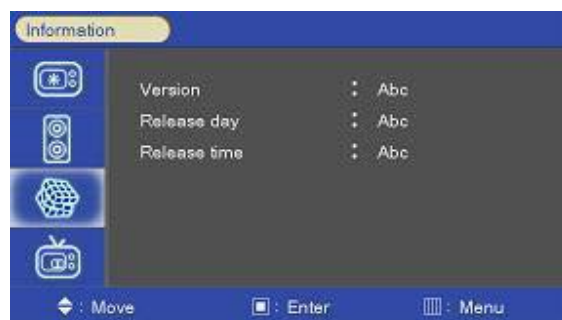 Information
Version : Abc
Release day : Abc
Release time : Abc
: Move : Enter : Menu